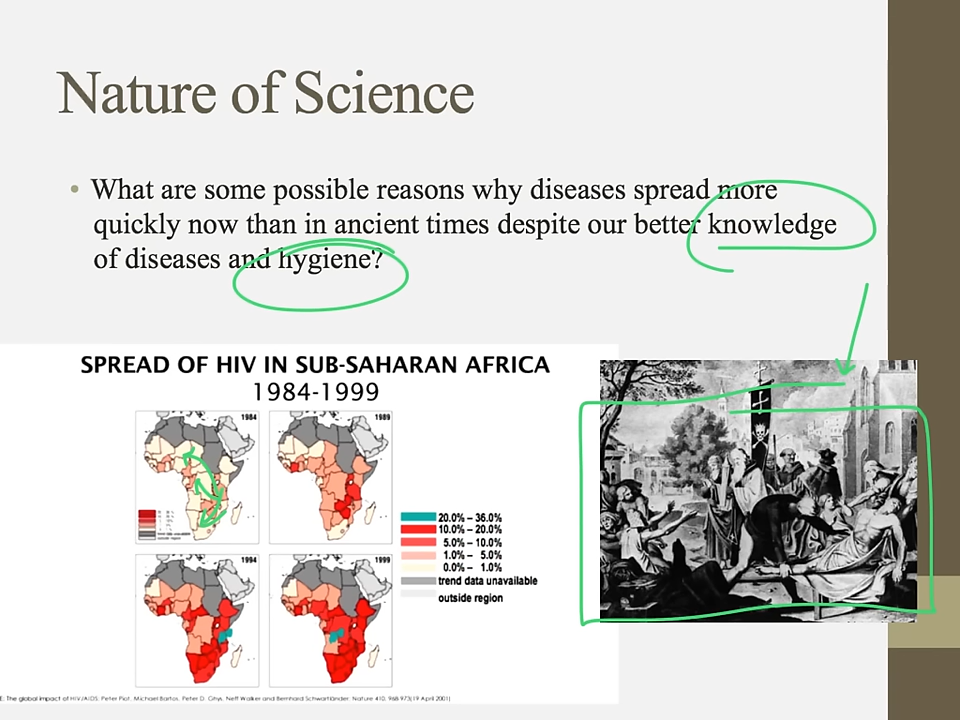 Nature of Science
• What are some possible reasons why diseases spread more
quickly now than in ancient times despite our better knowledge
of diseases and hygiene?
SPREAD OF HIV IN SUB-SAHARAN AFRICA
1984-1999
1984
1989
20.0% – 36.0%
10.0% – 20.0%
5.0% – 10.0%
1.0% – 5.0%
0.0% – 1.0%
trend data unavailable
outside region
1994
1999
E: The global impact of HIV/AIDS. Peter Piot, Michael Bartos, Peter D. Ghys, Neff Walker and Bernhard Schwartländer. Nature 410, 968-973(19 April 2001)